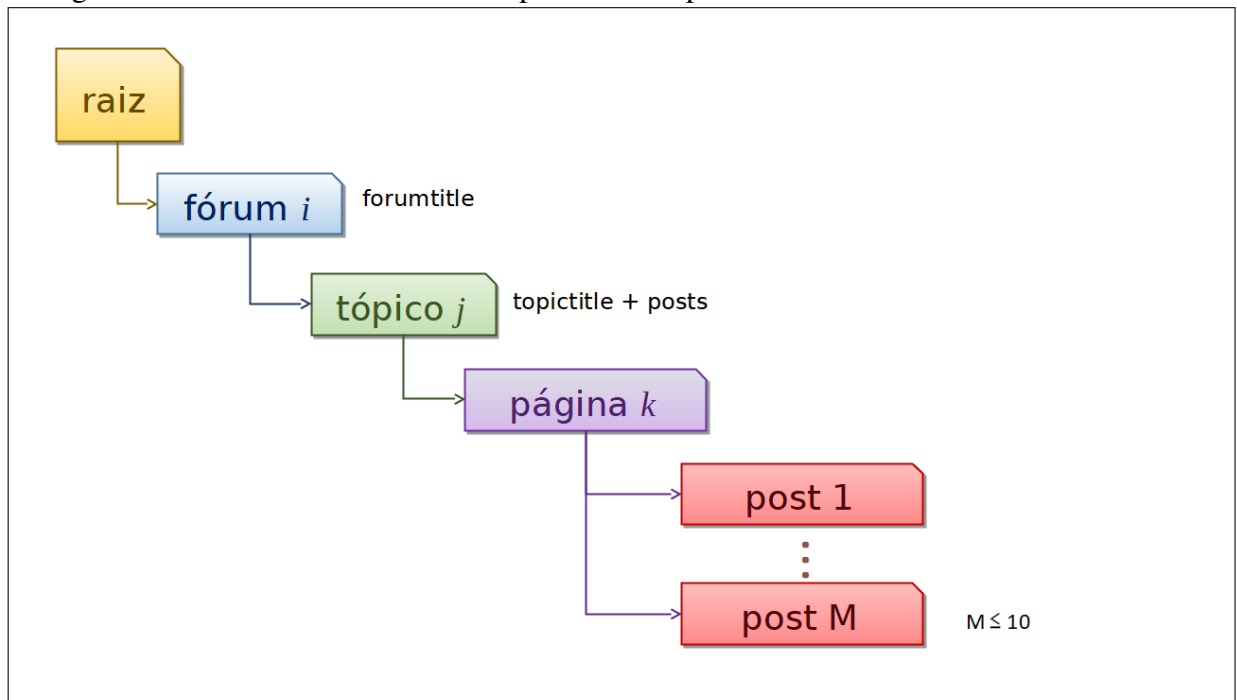 raiz
fórum i
forumtitle
tópico j
topictitle + posts
página k
post 1
post M
M ≤ 10